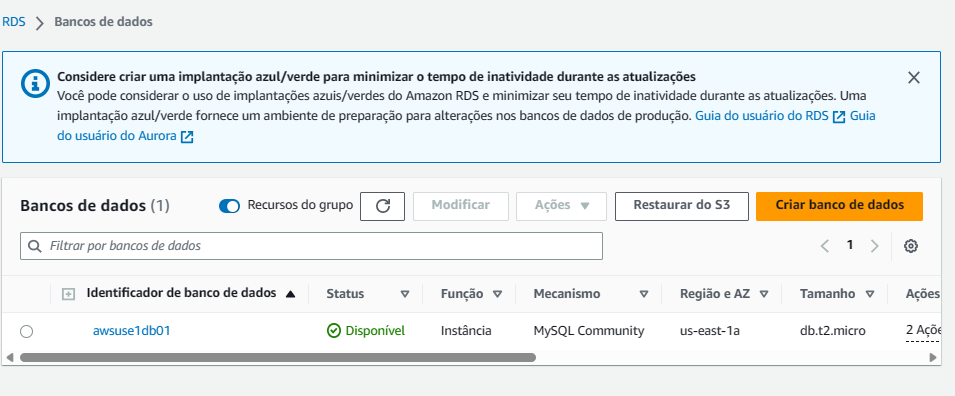 RDS > Bancos de dados
Considere criar uma implantação azul/verde para minimizar o tempo de inatividade durante as atualizações
Você pode considerar o uso de implantações azuis/verdes do Amazon RDS e minimizar seu tempo de inatividade durante as atualizações. Uma
implantação azul/verde fornece um ambiente de preparação para alterações nos bancos de dados de produção. Guia do usuário do RDS Guia
do usuário do Aurora
Bancos de dados (1) Recursos do grupo Modificar Ações Restaurar do S3 Criar banco de dados
Filtrar por bancos de dados 1
Identificador de banco de dados Status Função Mecanismo Região e AZ Tamanho Ações
awsuse1db01 Disponível Instância MySQL Community us-east-1a db.t2.micro 2 Açõe